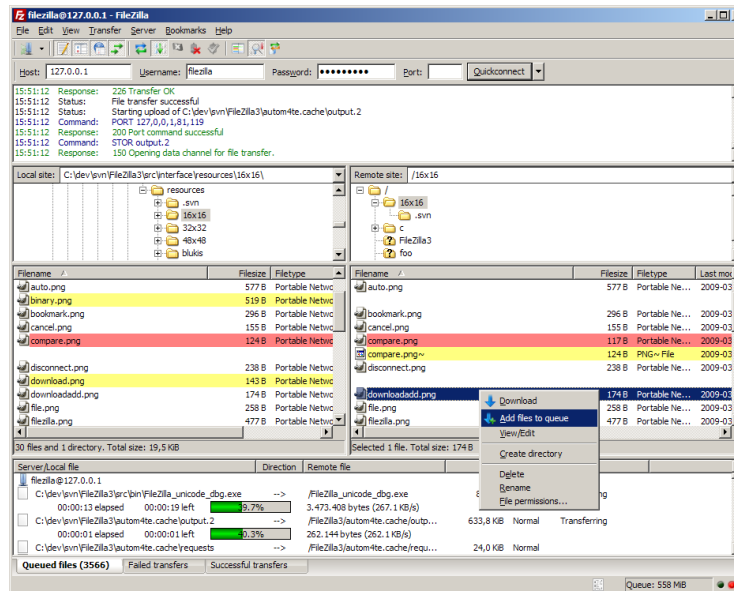 filezilla@127.0.0.1 - FileZilla
File Edit View Transfer Server Bookmarks Help
Host: 127.0.0.1 Username: filezilla Password: ●●●●●●●●● Port: Quickconnect
15:51:12 Response: 226 Transfer OK
15:51:12 Status: File transfer successful
15:51:12 Status: Starting upload of C:\dev\svn\FileZilla3\autom4te.cache\output.2
15:51:12 Command: PORT 127,0,0,1,81,119
15:51:12 Response: 200 Port command successful
15:51:12 Command: STOR output.2
15:51:12 Response: 150 Opening data channel for file transfer.
Local site: C:\dev\svn\FileZilla3\src\interface\resources\16x16\
resources
.svn
16x16
32x32
48x48
blukis
Remote site: /16x16
/
16x16
.svn
c
FileZilla3
foo
Filename Filesize Filetype
auto.png 577 B Portable Netwo
binary.png 519 B Portable Netwo
bookmark.png 296 B Portable Netwo
cancel.png 155 B Portable Netwo
compare.png 124 B Portable Netwo
disconnect.png 238 B Portable Netwo
download.png 143 B Portable Netwo
downloadadd.png 174 B Portable Netwo
file.png 258 B Portable Netwo
filezilla.png 477 B Portable Netwo
30 files and 1 directory. Total size: 19,5 KiB
Filename Filesize Filetype Last mod
auto.png 577 B Portable Ne... 2009-03
bookmark.png 296 B Portable Ne... 2009-03
cancel.png 155 B Portable Ne... 2009-03
compare.png 117 B Portable Ne... 2009-03
compare.png~ 124 B PNG~ File 2009-03
disconnect.png 238 B Portable Ne... 2009-03
downloadadd.png 174 B Portable Ne... 2009-03
file.png 258 B Portable Ne... 2009-03
filezilla.png 477 B Portable Ne... 2009-03
Selected 1 file. Total size: 174 B
Download
Add files to queue
View/Edit
Create directory
Delete
Rename
File permissions...
Server/Local file Direction Remote file
filezilla@127.0.0.1
C:\dev\svn\FileZilla3\src\bin\FileZilla_unicode_dbg.exe --> /FileZilla_unicode_dbg.exe
00:00:13 elapsed 00:00:19 left 39.7% 3.473.408 bytes (267.1 KB/s)
C:\dev\svn\FileZilla3\autom4te.cache\output.2 --> /FileZilla3/autom4te.cache/outp... 633,8 KiB Normal Transferring
00:00:01 elapsed 00:00:01 left 40.3% 262.144 bytes (262.1 KB/s)
C:\dev\svn\FileZilla3\autom4te.cache\requests --> /FileZilla3/autom4te.cache/requ... 24,0 KiB Normal
Queued files (3566) Failed transfers Successful transfers
Queue: 558 MiB